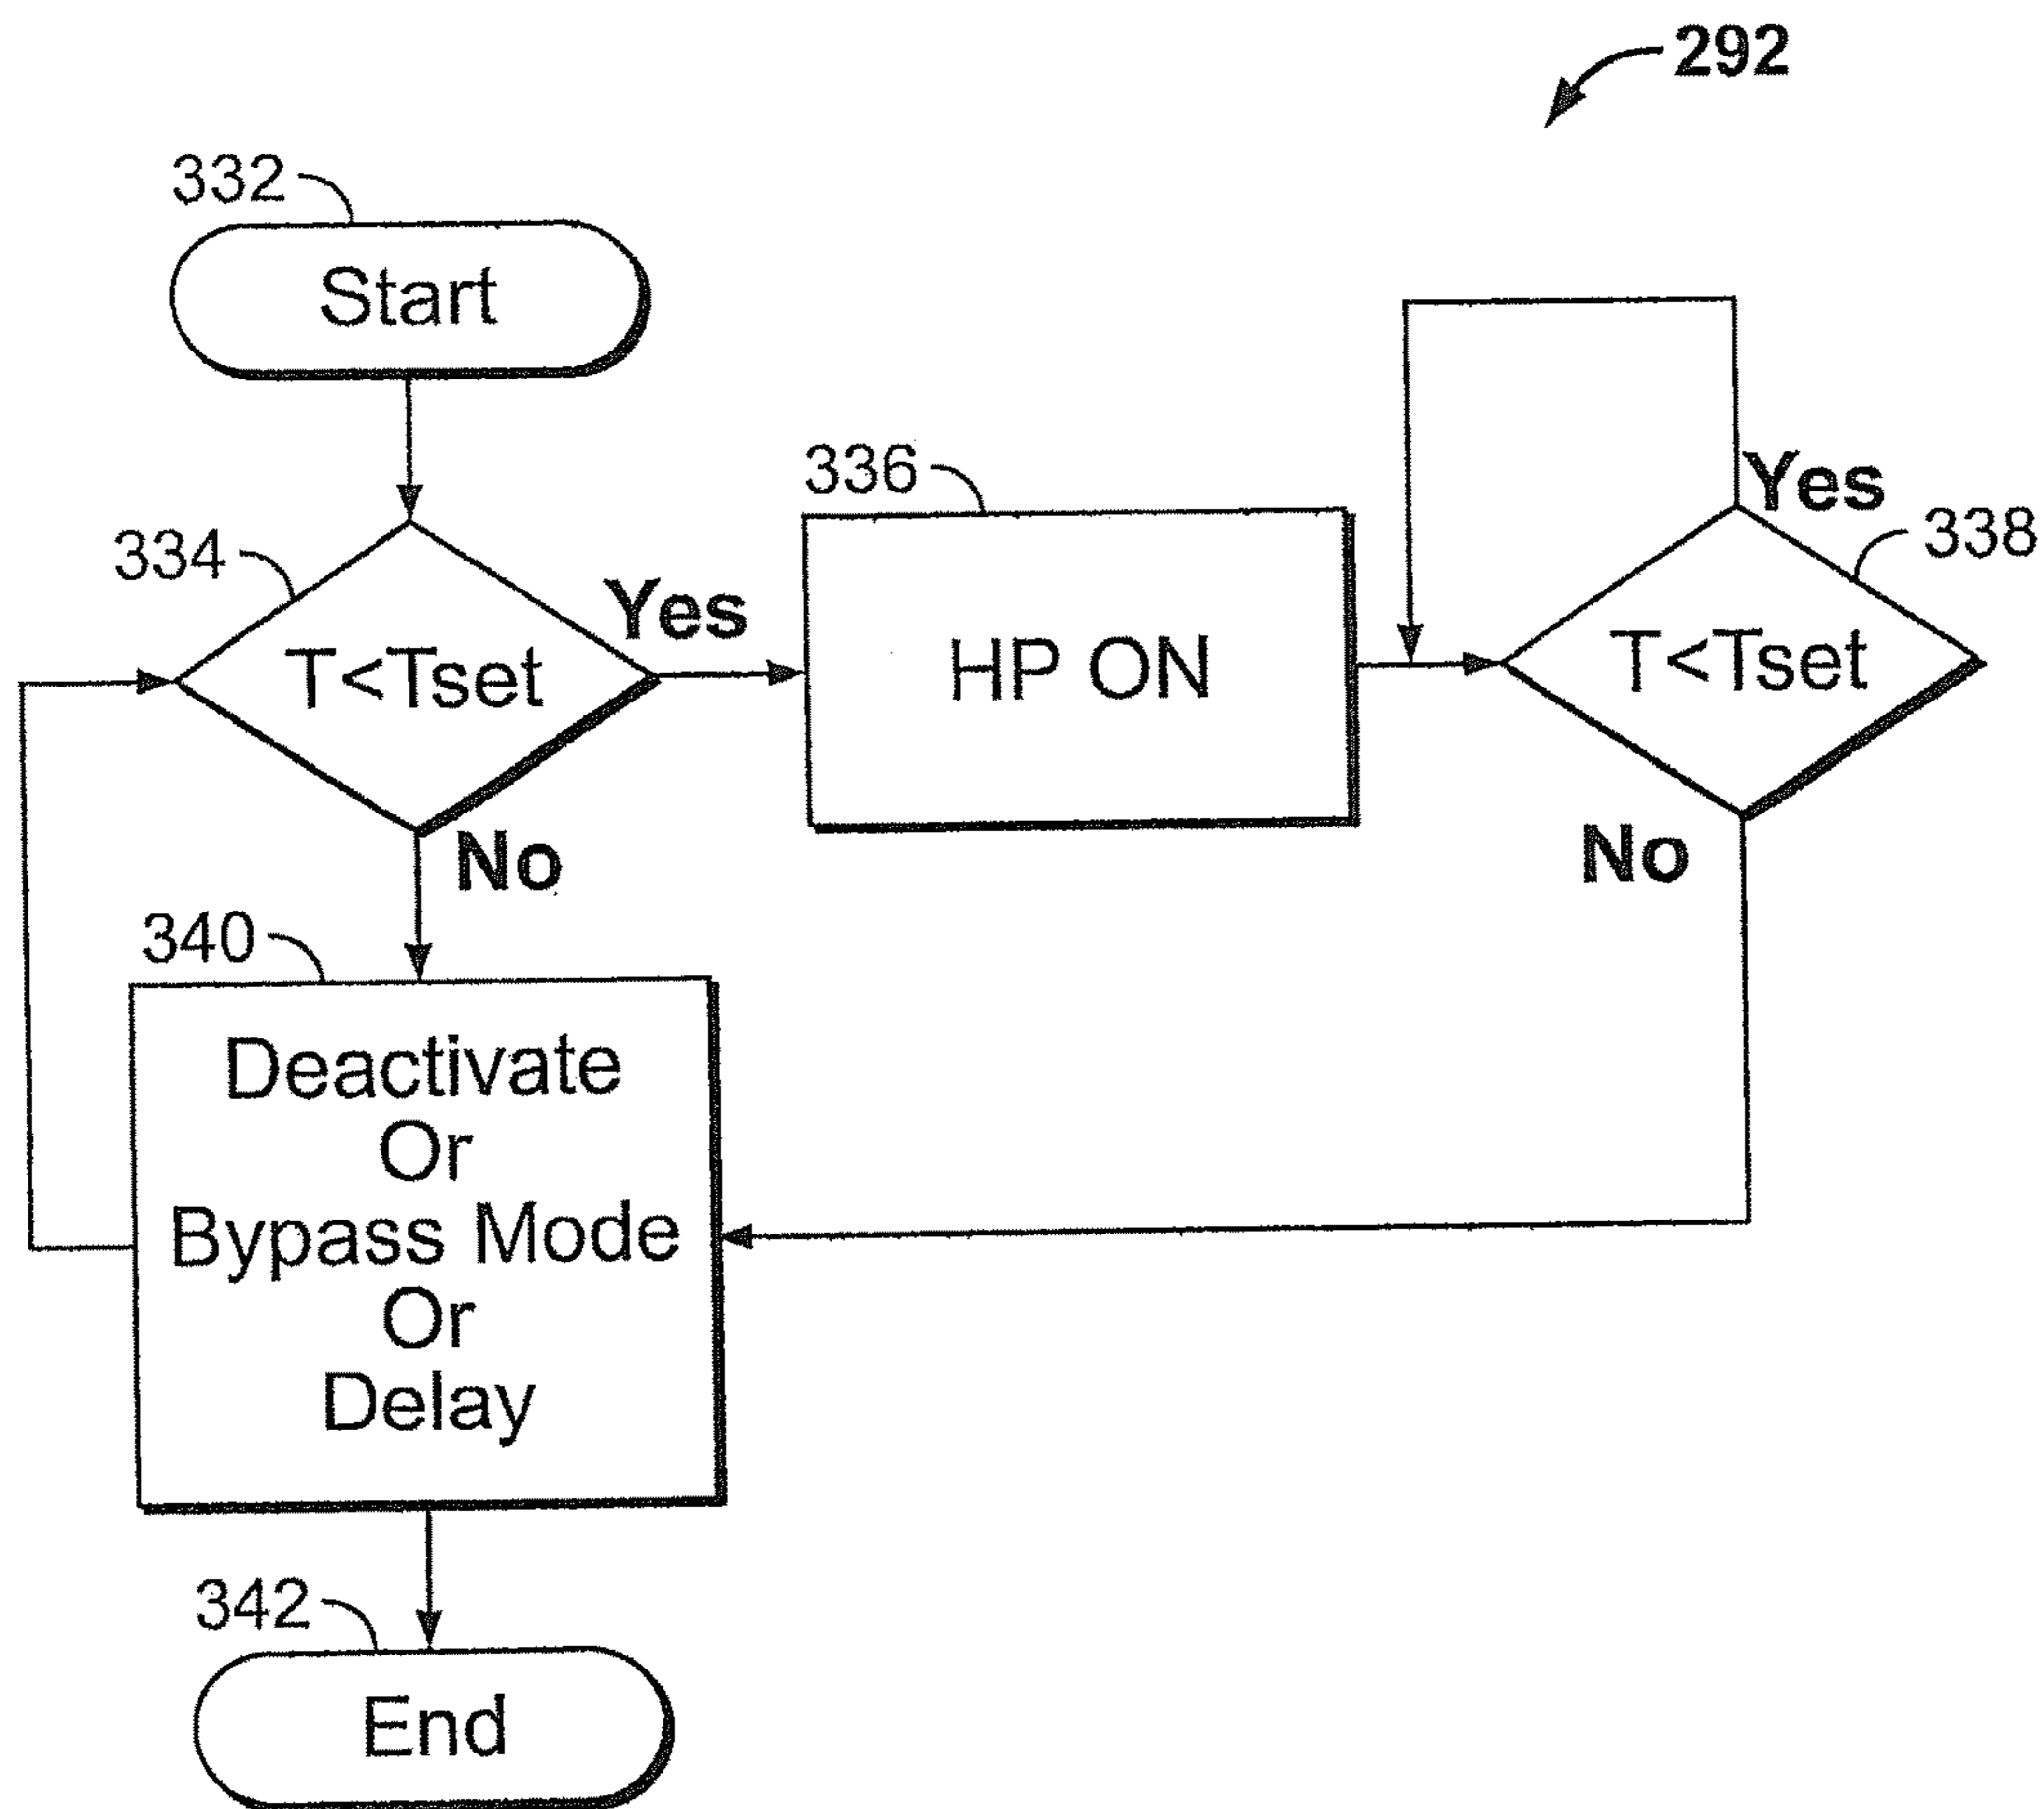 292
332
Start
334
T<Tset
Yes
336
HP ON
Yes
338
T<Tset
No
No
340
Deactivate
Or
Bypass Mode
Or
Delay
342
End